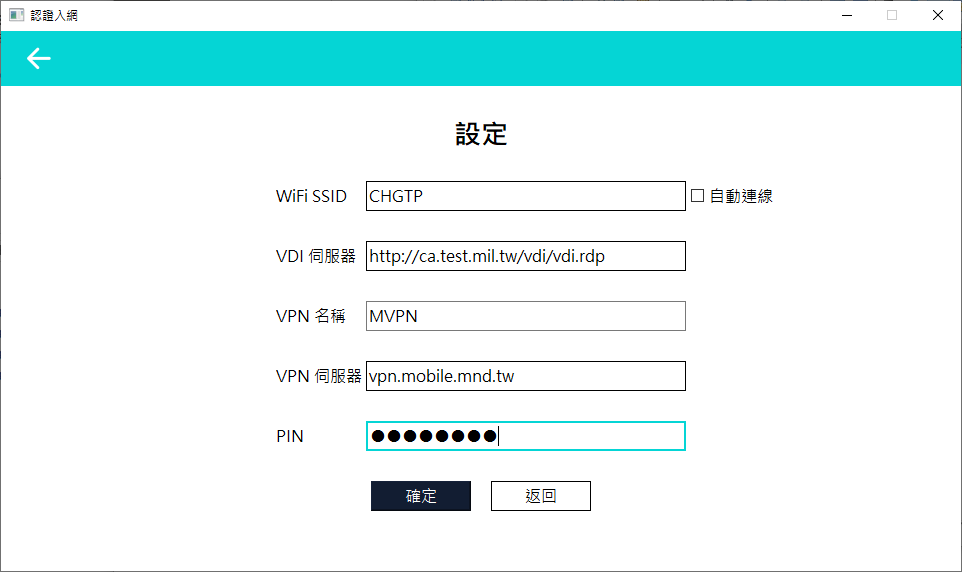 認證入網
設定
WiFi SSID CHGTP 自動連線
VDI 伺服器 http://ca.test.mil.tw/vdi/vdi.rdp
VPN 名稱 MVPN
VPN 伺服器 vpn.mobile.mnd.tw
PIN ●●●●●●●●
確定 返回